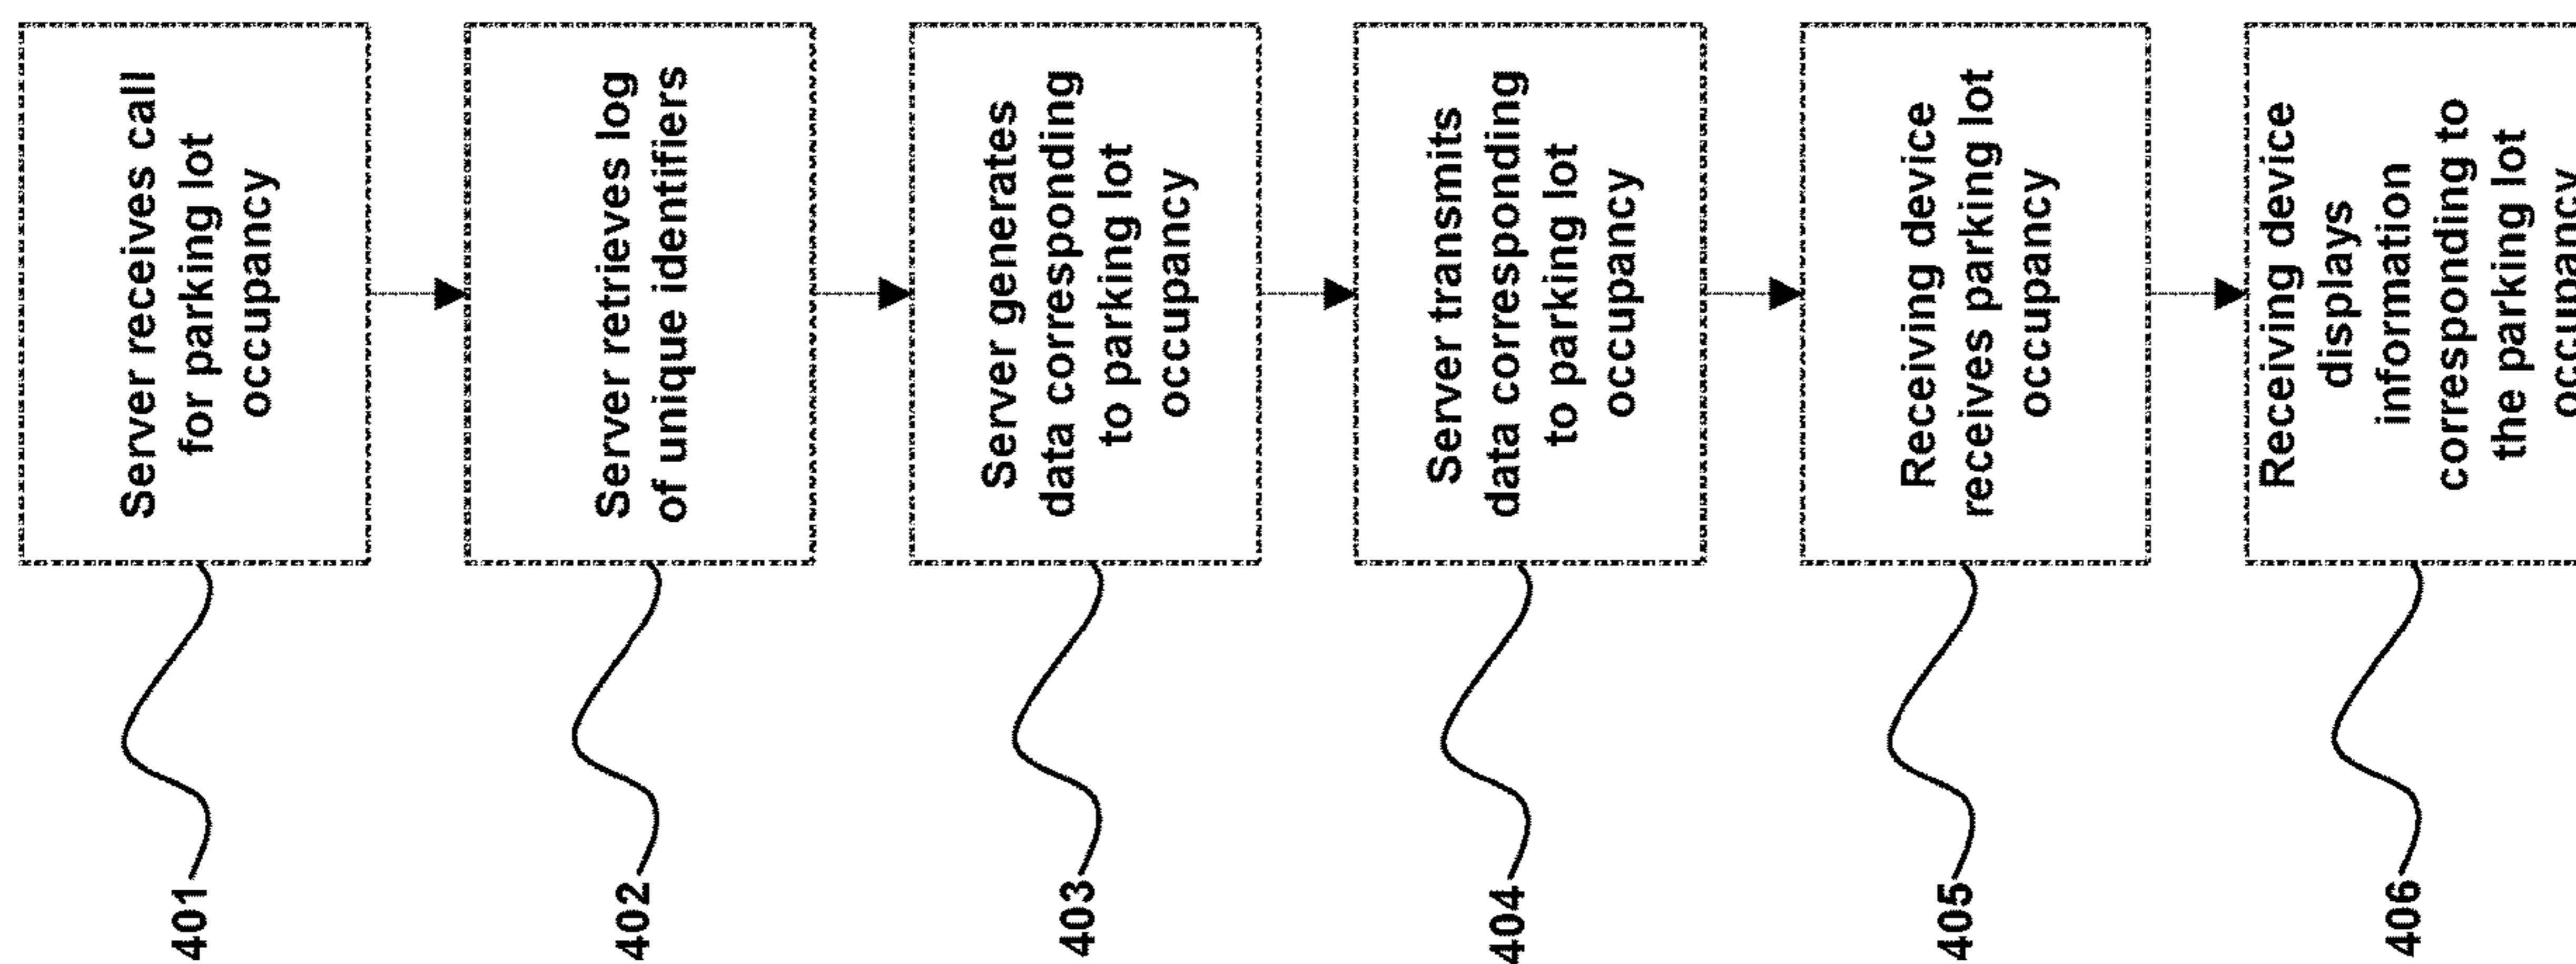 401
Server receives call
for parking lot
occupancy
402
Server retrieves log
of unique identifiers
403
Server generates
data corresponding
to parking lot
occupancy
404
Server transmits
data corresponding
to parking lot
occupancy
405
Receiving device
receives parking lot
occupancy
406
Receiving device
displays
information
corresponding to
the parking lot
occupancy